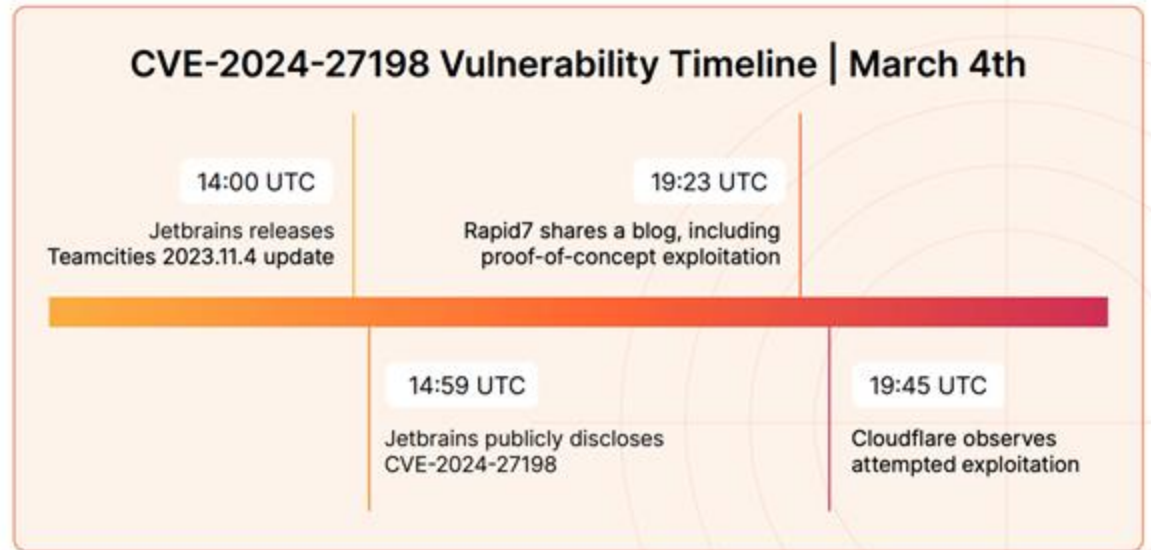 CVE-2024-27198 Vulnerability Timeline | March 4th
14:00 UTC
Jetbrains releases
Teamcities 2023.11.4 update
19:23 UTC
Rapid7 shares a blog, including
proof-of-concept exploitation
14:59 UTC
Jetbrains publicly discloses
CVE-2024-27198
19:45 UTC
Cloudflare observes
attempted exploitation